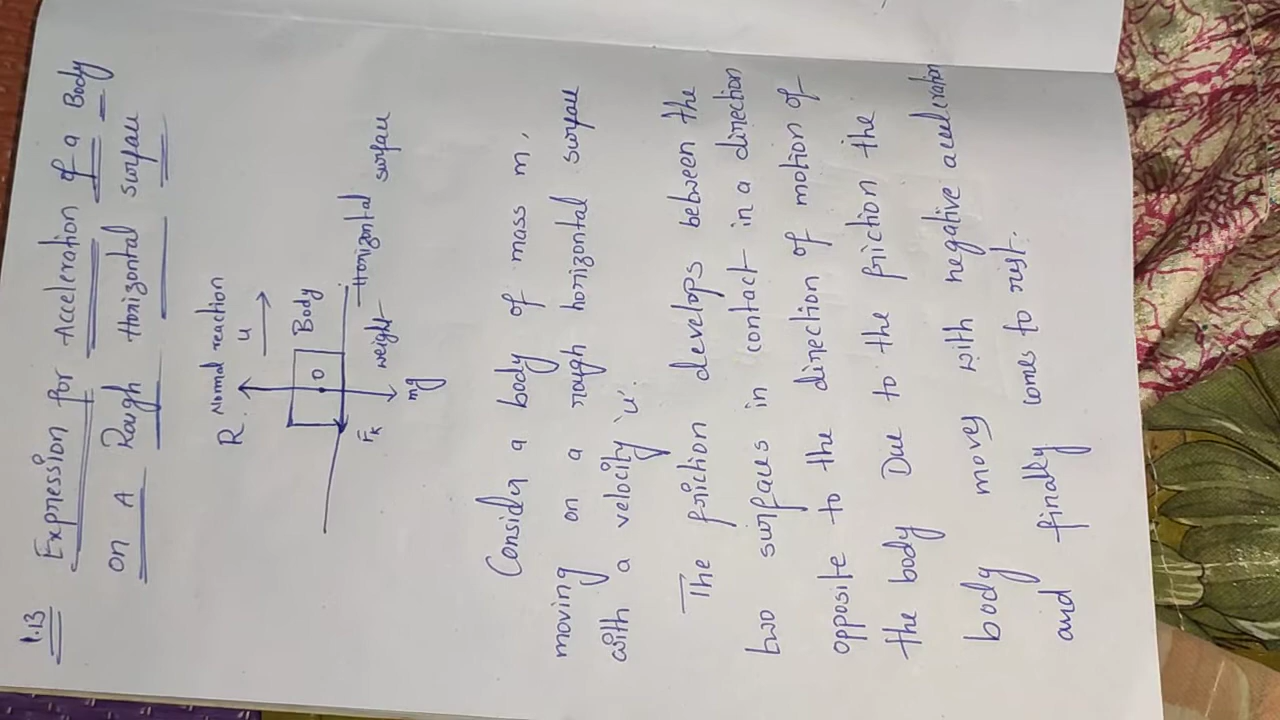 1.13 Expression for Acceleration of a Body
on A Rough Horizontal surface
R Normal reaction
u
O Body
Horizontal surface
Fk weight
mg
Consider a body of mass m,
moving on a rough horizontal surface
with a velocity 'u'.
The friction develops between the
two surfaces in contact in a direction
opposite to the direction of motion of
the body Due to the friction the
body moves with negative acceleration
and finally comes to rest.